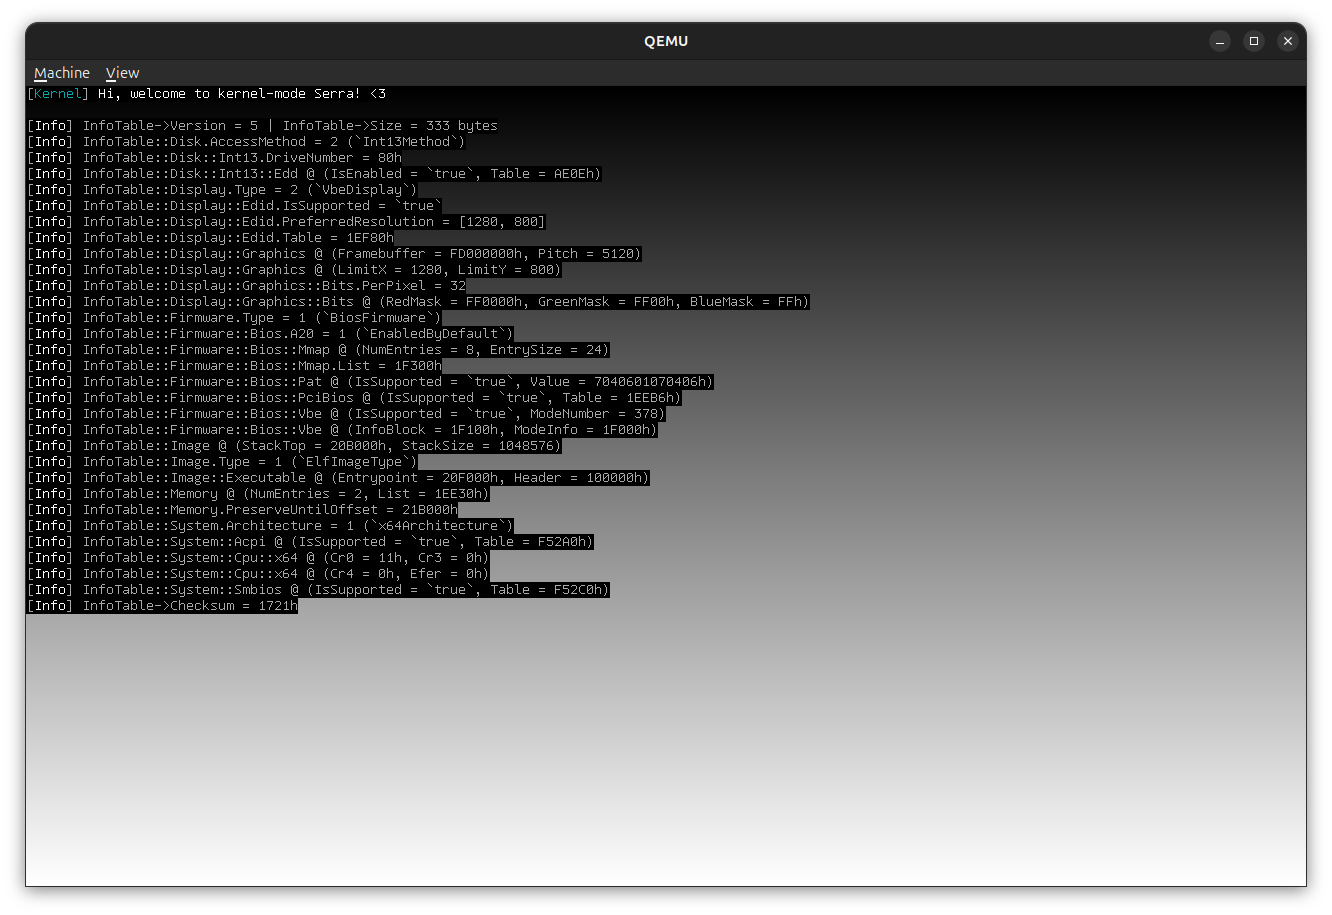 QEMU
Machine View
[Kernel] Hi, welcome to kernel-mode Serra! <3
[Info] InfoTable->Version = 5 | InfoTable->Size = 333 bytes
[Info] InfoTable::Disk.AccessMethod = 2 (`Int13Method`)
[Info] InfoTable::Disk::Int13.DriveNumber = 80h
[Info] InfoTable::Disk::Int13::Edd @ (IsEnabled = `true`, Table = AE0Eh)
[Info] InfoTable::Display.Type = 2 (`VbeDisplay`)
[Info] InfoTable::Display::Edid.IsSupported = `true`
[Info] InfoTable::Display::Edid.PreferredResolution = [1280, 800]
[Info] InfoTable::Display::Edid.Table = 1EF80h
[Info] InfoTable::Display::Graphics @ (Framebuffer = FD000000h, Pitch = 5120)
[Info] InfoTable::Display::Graphics @ (LimitX = 1280, LimitY = 800)
[Info] InfoTable::Display::Graphics::Bits.PerPixel = 32
[Info] InfoTable::Display::Graphics::Bits @ (RedMask = FF0000h, GreenMask = FF00h, BlueMask = FFh)
[Info] InfoTable::Firmware.Type = 1 (`BiosFirmware`)
[Info] InfoTable::Firmware::Bios.A20 = 1 (`EnabledByDefault`)
[Info] InfoTable::Firmware::Bios::Mmap @ (NumEntries = 8, EntrySize = 24)
[Info] InfoTable::Firmware::Bios::Mmap.List = 1F300h
[Info] InfoTable::Firmware::Bios::Pat @ (IsSupported = `true`, Value = 7040601070406h)
[Info] InfoTable::Firmware::Bios::PciBios @ (IsSupported = `true`, Table = 1EEB6h)
[Info] InfoTable::Firmware::Bios::Vbe @ (IsSupported = `true`, ModeNumber = 378)
[Info] InfoTable::Firmware::Bios::Vbe @ (InfoBlock = 1F100h, ModeInfo = 1F000h)
[Info] InfoTable::Image @ (StackTop = 20B000h, StackSize = 1048576)
[Info] InfoTable::Image.Type = 1 (`ElfImageType`)
[Info] InfoTable::Image::Executable @ (Entrypoint = 20F000h, Header = 100000h)
[Info] InfoTable::Memory @ (NumEntries = 2, List = 1EE30h)
[Info] InfoTable::Memory.PreserveUntilOffset = 21B000h
[Info] InfoTable::System.Architecture = 1 (`x64Architecture`)
[Info] InfoTable::System::Acpi @ (IsSupported = `true`, Table = F52A0h)
[Info] InfoTable::System::Cpu::x64 @ (Cr0 = 11h, Cr3 = 0h)
[Info] InfoTable::System::Cpu::x64 @ (Cr4 = 0h, Efer = 0h)
[Info] InfoTable::System::Smbios @ (IsSupported = `true`, Table = F52C0h)
[Info] InfoTable->Checksum = 1721h